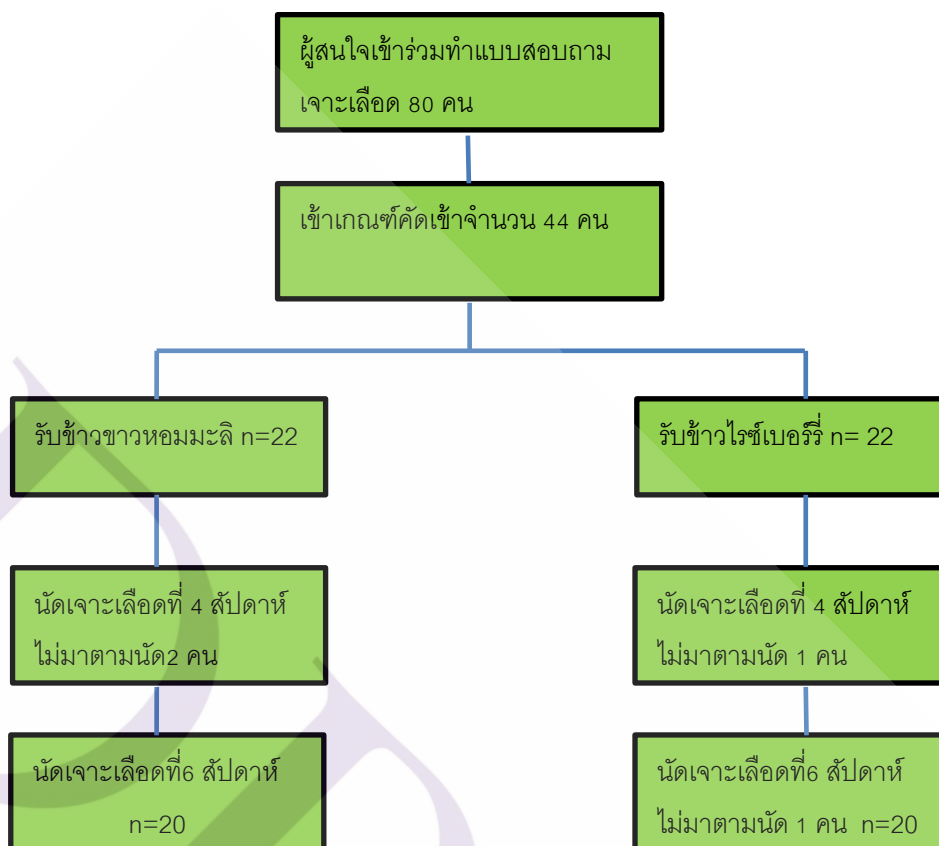 ผู้สนใจเข้าร่วมทำแบบสอบถาม
เจาะเลือด 80 คน
เข้าเกณฑ์คัดเข้าจำนวน 44 คน
รับข้าวขาวหอมมะลิ n=22
รับข้าวไรซ์เบอร์รี่ n= 22
นัดเจาะเลือดที่ 4 สัปดาห์
ไม่มาตามนัด2 คน
นัดเจาะเลือดที่ 4 สัปดาห์
ไม่มาตามนัด 1 คน
นัดเจาะเลือดที่6 สัปดาห์
n=20
นัดเจาะเลือดที่6 สัปดาห์
ไม่มาตามนัด 1 คน n=20